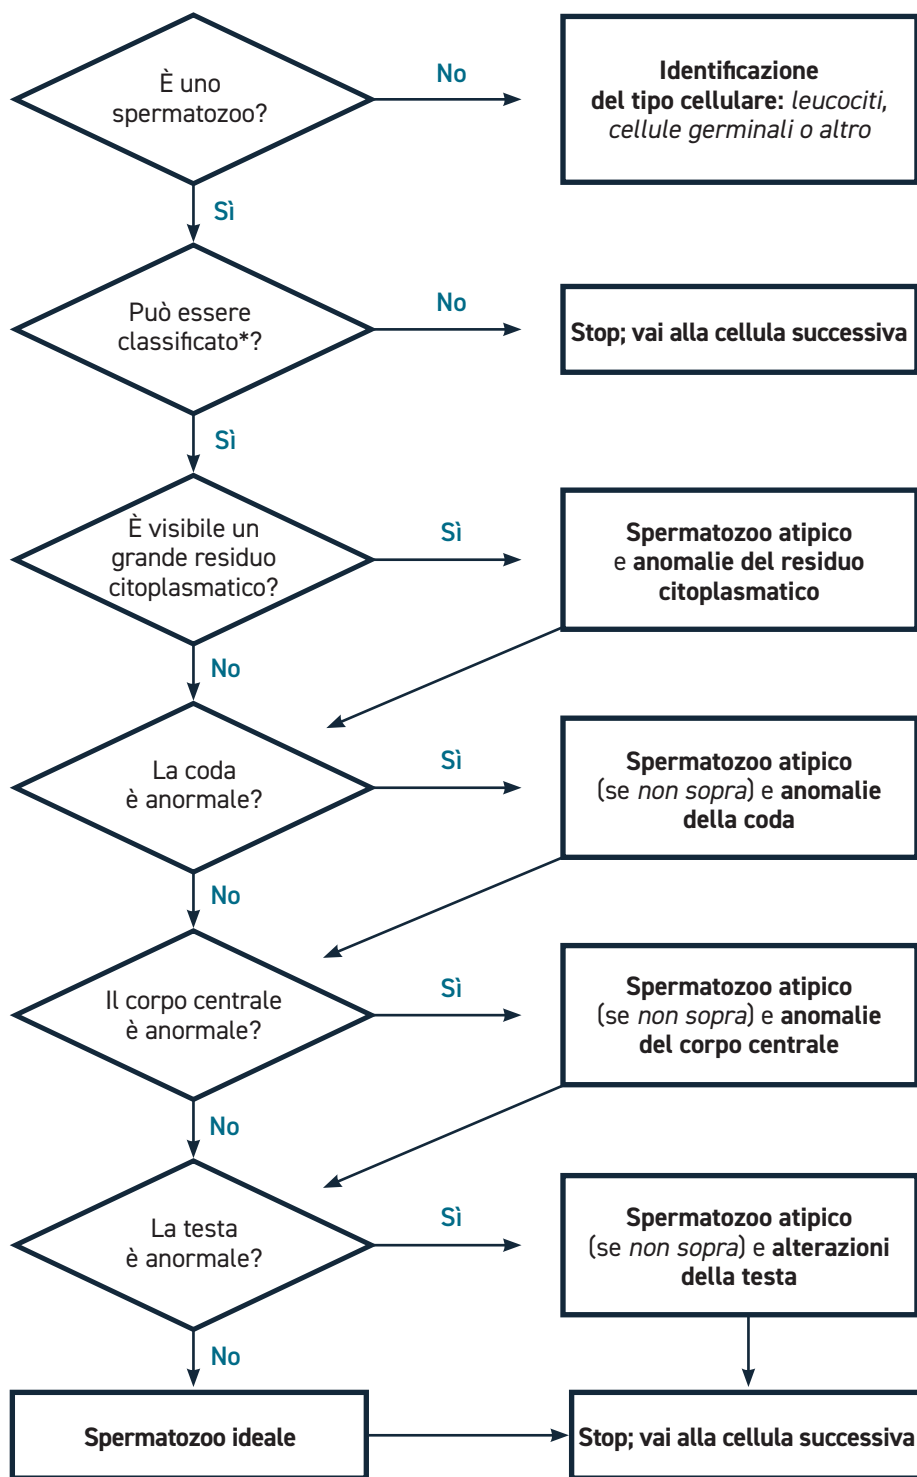 È uno
spermatozoo?
No
Identificazione
del tipo cellulare: leucociti,
cellule germinali o altro
Sì
Può essere
classificato*?
No
Stop; vai alla cellula successiva
Sì
È visibile un
grande residuo
citoplasmatico?
Sì
Spermatozoo atipico
e anomalie del residuo
citoplasmatico
No
La coda
è anormale?
Sì
Spermatozoo atipico
(se non sopra) e anomalie
della coda
No
Il corpo centrale
è anormale?
Sì
Spermatozoo atipico
(se non sopra) e anomalie
del corpo centrale
No
La testa
è anormale?
Sì
Spermatozoo atipico
(se non sopra) e alterazioni
della testa
No
Spermatozoo ideale
Stop; vai alla cellula successiva